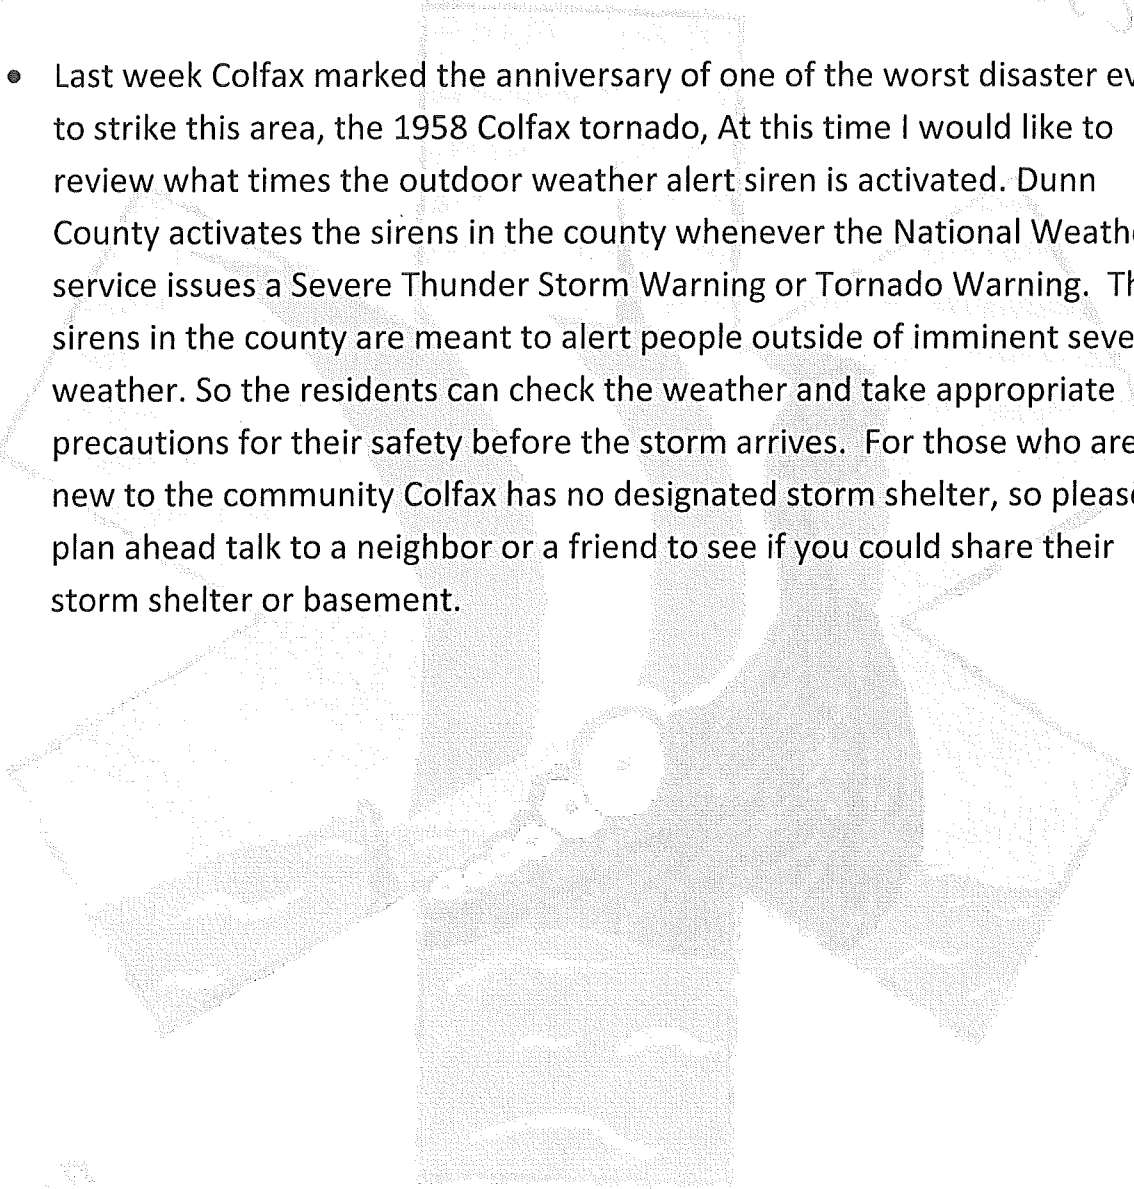 • Last week Colfax marked the anniversary of one of the worst disaster ev
to strike this area, the 1958 Colfax tornado, At this time I would like to
review what times the outdoor weather alert siren is activated. Dunn
County activates the sirens in the county whenever the National Weath
service issues a Severe Thunder Storm Warning or Tornado Warning.  Th
sirens in the county are meant to alert people outside of imminent seve
weather. So the residents can check the weather and take appropriate
precautions for their safety before the storm arrives.  For those who are
new to the community Colfax has no designated storm shelter, so please
plan ahead talk to a neighbor or a friend to see if you could share their
storm shelter or basement.